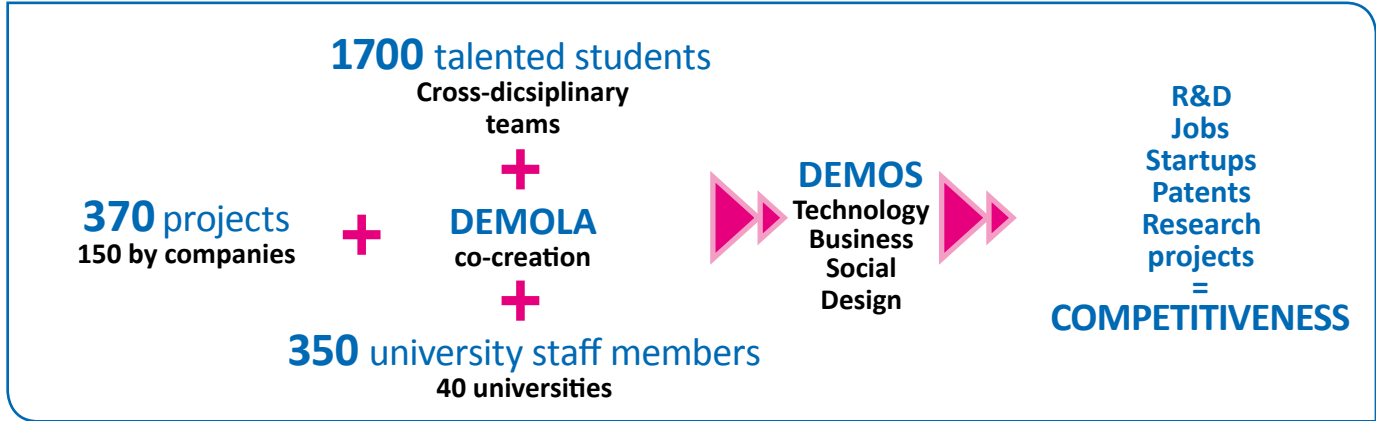 1700 talented students
Cross-dicsiplinary
teams
+
370 projects
150 by companies
+
DEMOLA
co-creation
+
350 university staff members
40 universities
DEMOS
Technology
Business
Social
Design
R&D
Jobs
Startups
Patents
Research
projects
=
COMPETITIVENESS